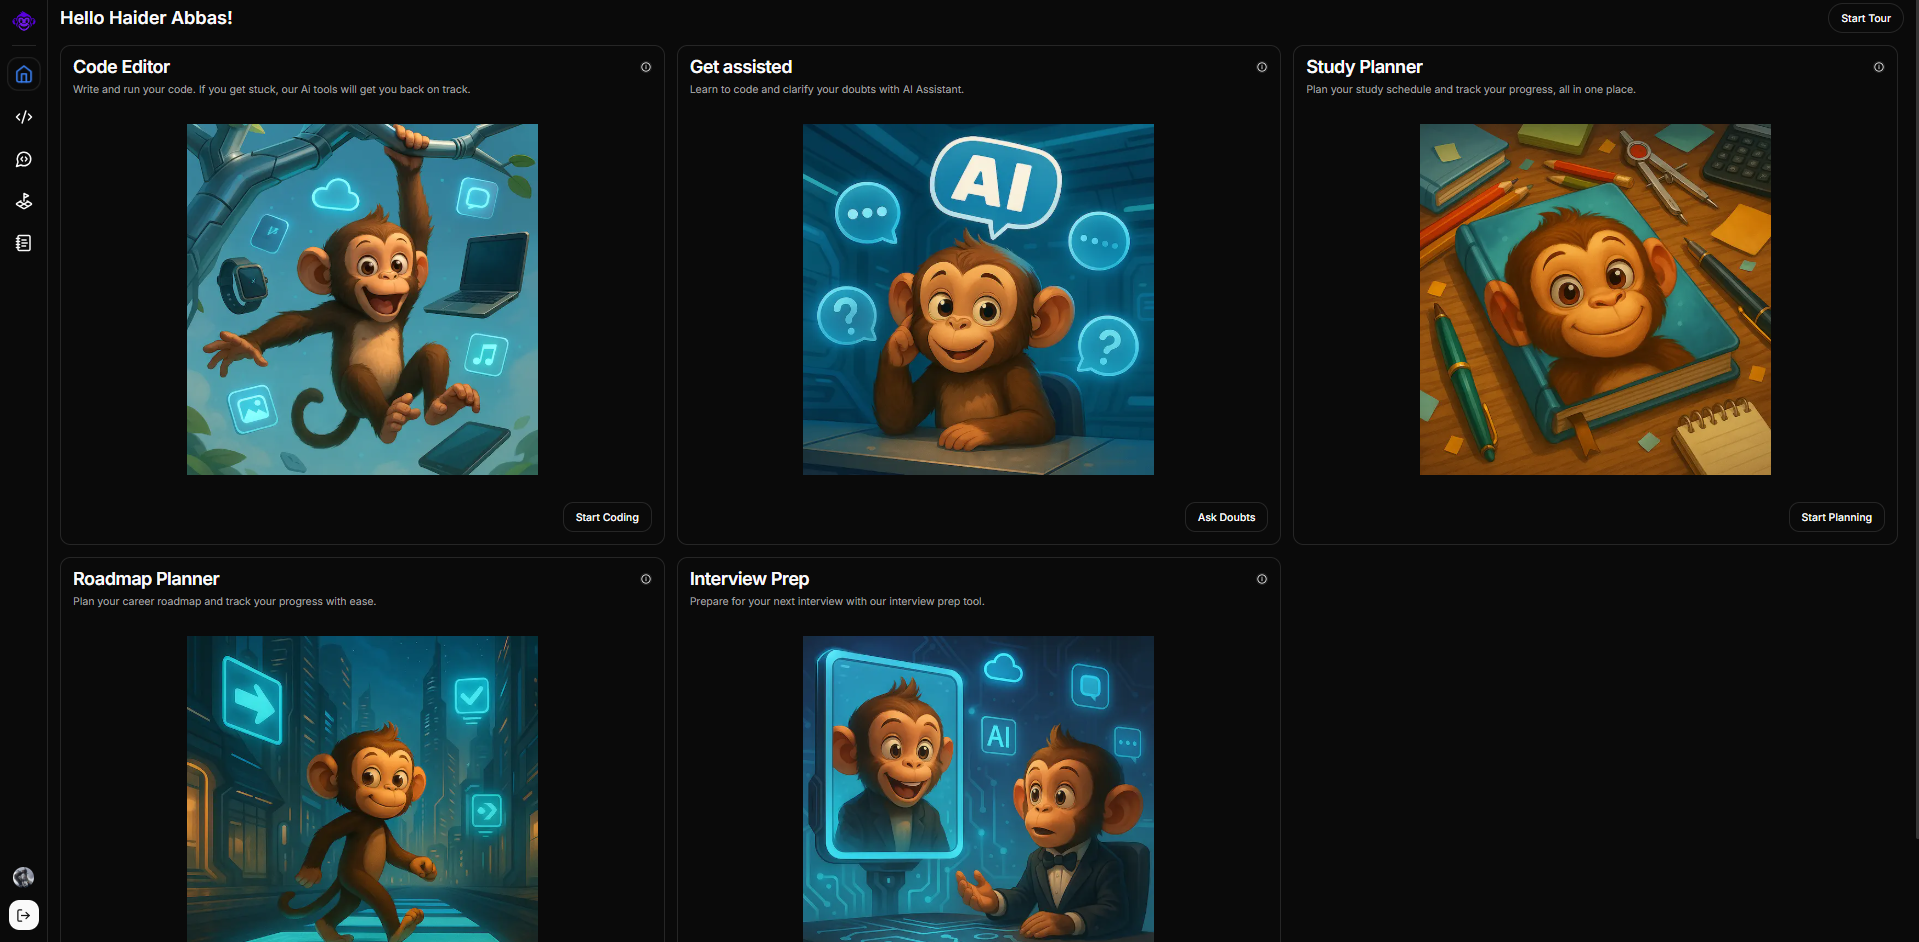 Hello Haider Abbas!
Start Tour
Code Editor
Write and run your code. If you get stuck, our Ai tools will get you back on track.
Start Coding
Get assisted
Learn to code and clarify your doubts with AI Assistant.
AI
?
?
Ask Doubts
Study Planner
Plan your study schedule and track your progress, all in one place.
Start Planning
Roadmap Planner
Plan your career roadmap and track your progress with ease.
Interview Prep
Prepare for your next interview with our interview prep tool.
AI